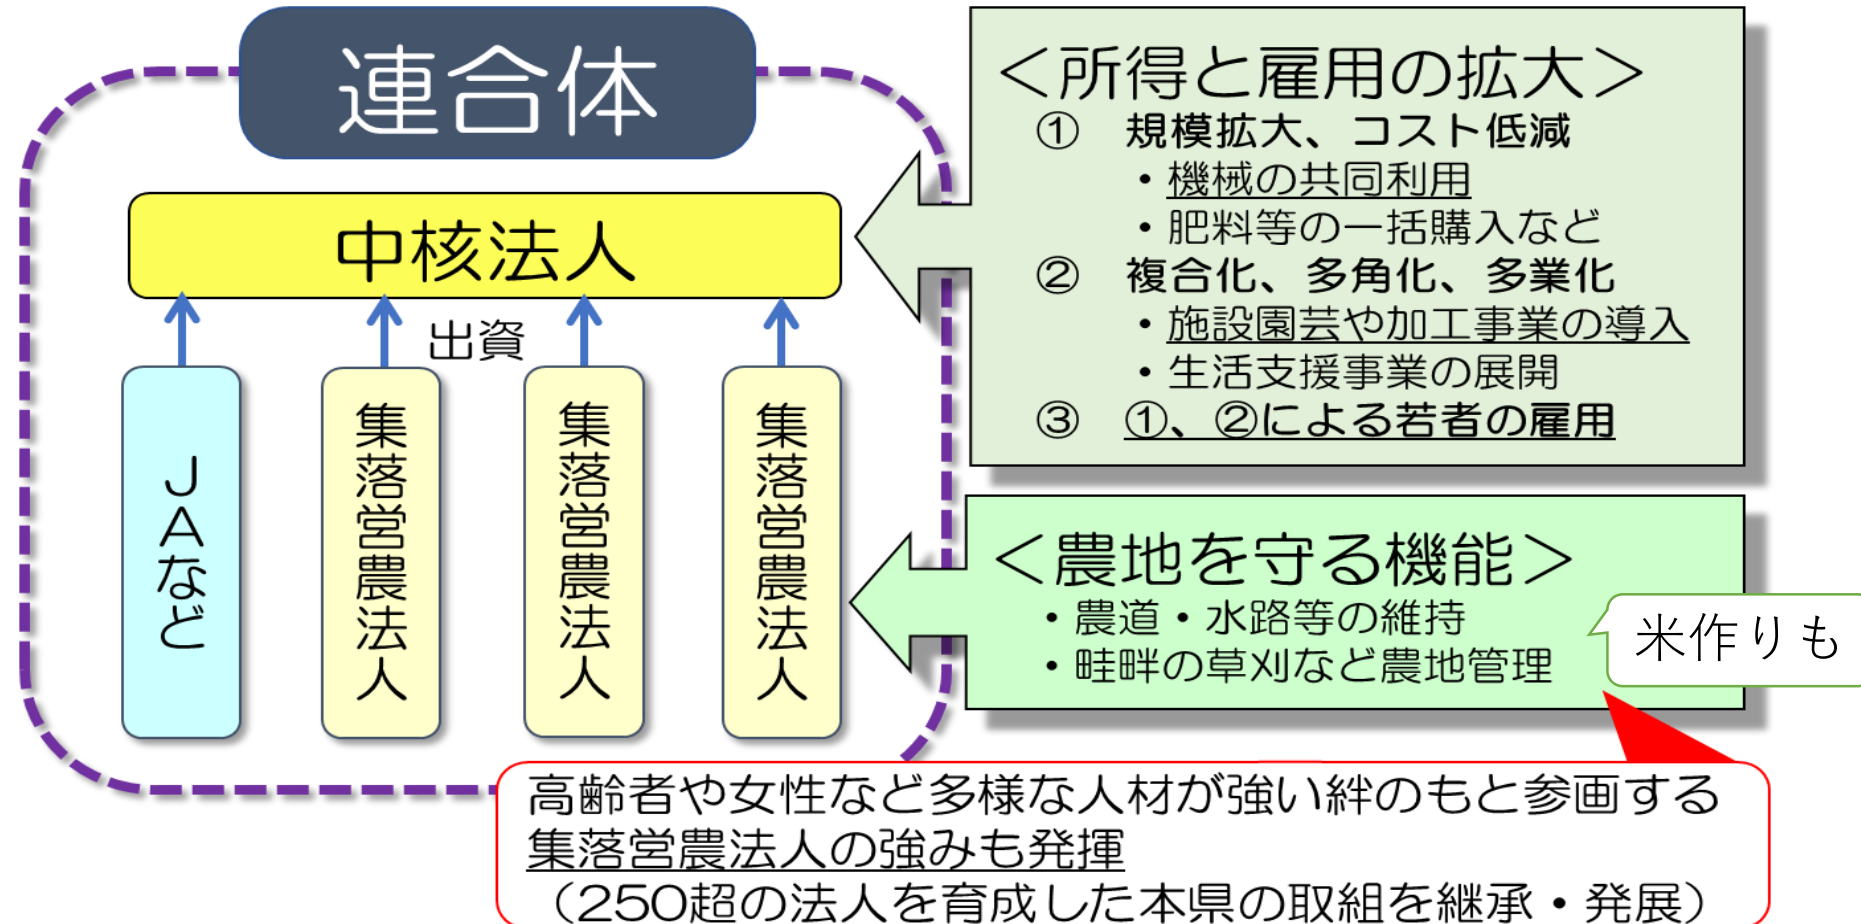 連合体
中核法人
出資
JAなど
集落営農法人
集落営農法人
集落営農法人
＜所得と雇用の拡大＞
① 規模拡大、コスト低減
・機械の共同利用
・肥料等の一括購入など
② 複合化、多角化、多業化
・施設園芸や加工事業の導入
・生活支援事業の展開
③ ①、②による若者の雇用
＜農地を守る機能＞
・農道・水路等の維持
・畦畔の草刈など農地管理
米作りも
高齢者や女性など多様な人材が強い絆のもと参画する
集落営農法人の強みも発揮
（250超の法人を育成した本県の取組を継承・発展）